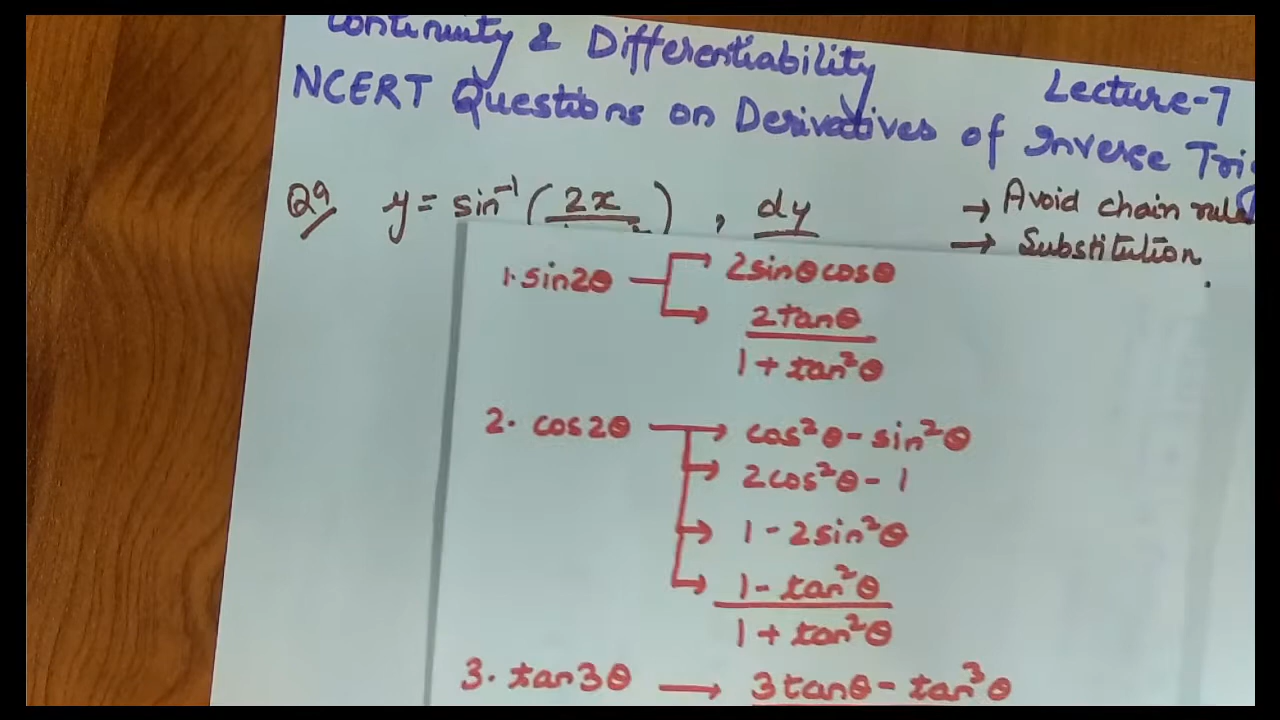 Continuity & Differentiability
Lecture-7
NCERT Questions on Derivatives of Inverse Trig
Q9 y = sin⁻¹ (2x/ ) , dy
→ Avoid chain rule
→ Substitution.
1. sin2θ → 2sinθcosθ
→ 2tanθ
1 + tan²θ
2. cos2θ → cos²θ - sin²θ
→ 2cos²θ - 1
→ 1 - 2sin²θ
→ 1 - tan²θ
1 + tan²θ
3. tan3θ → 3tanθ - tan³θ